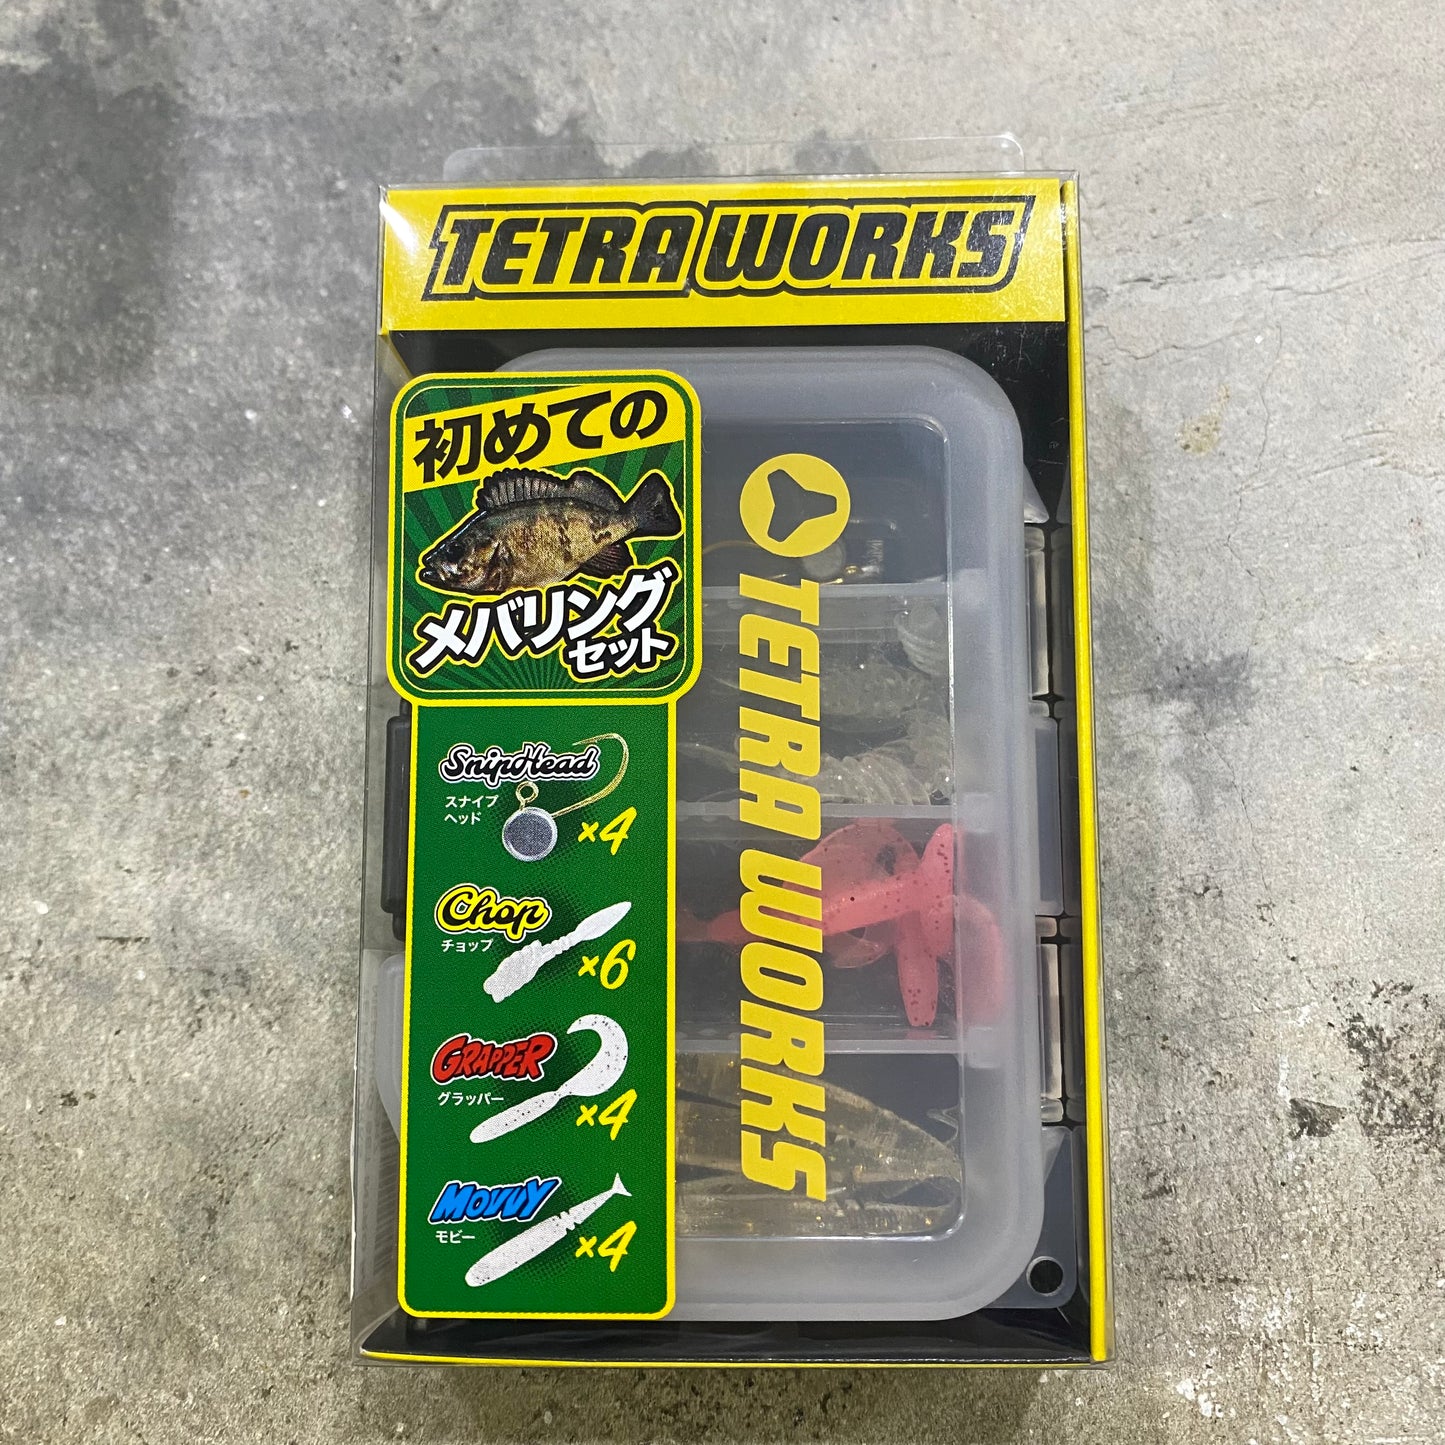 TETRA WORKS
初めての
メバリング
セット
SnipHead
スナイプ
ヘッド
×4
Chop
チョップ
×6
GRAPPER
グラッパー
×4
MOVVY
モビー
×4
TETRA WORKS